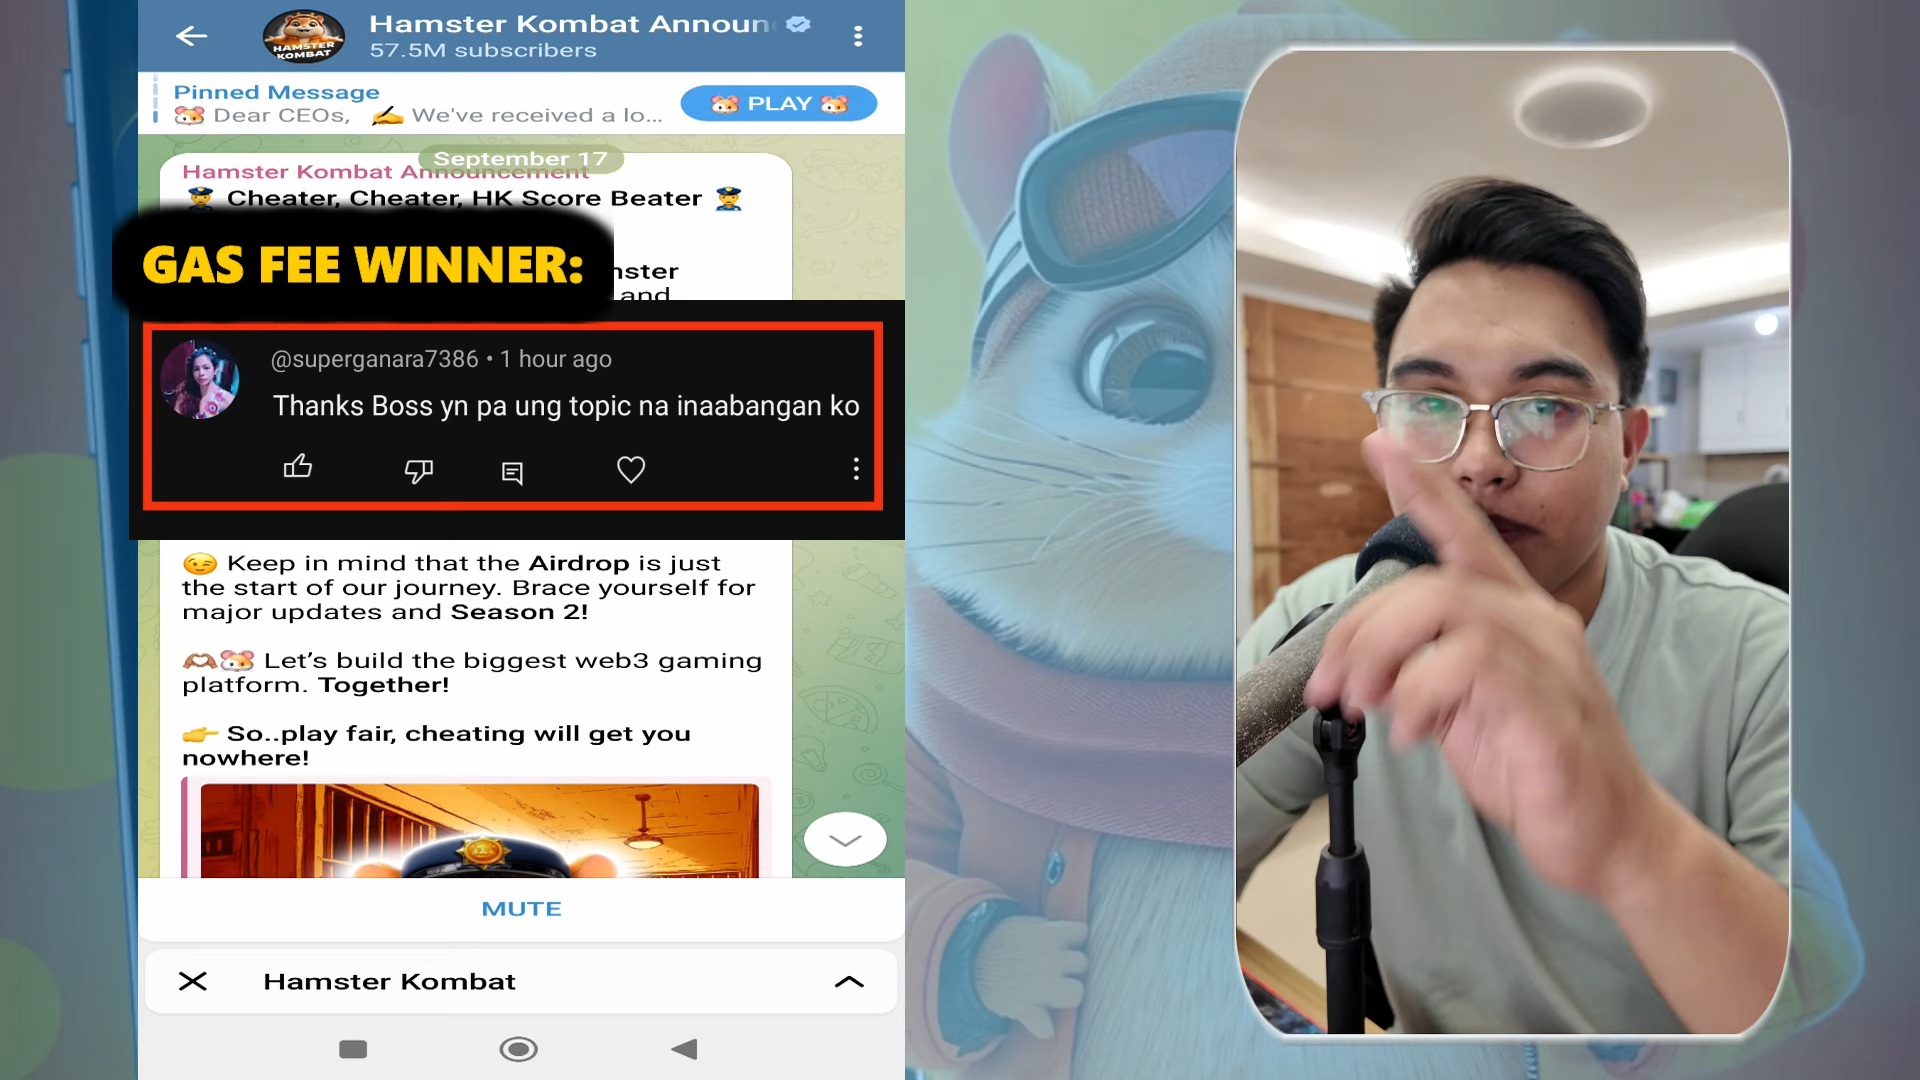 Hamster Kombat Announ
57.5M subscribers
HAMSTER
KOMBAT
Pinned Message
🐹 Dear CEOs, ✍️ We've received a lo...
🐹 PLAY 🐹
September 17
Hamster Kombat Announcement
👮 Cheater, Cheater, HK Score Beater 👮
GAS FEE WINNER:
nster
and
@superganara7386 • 1 hour ago
Thanks Boss yn pa ung topic na inaabangan ko
😉 Keep in mind that the Airdrop is just
the start of our journey. Brace yourself for
major updates and Season 2!
🫶🏽🐹 Let’s build the biggest web3 gaming
platform. Together!
👉 So..play fair, cheating will get you
nowhere!
MUTE
Hamster Kombat